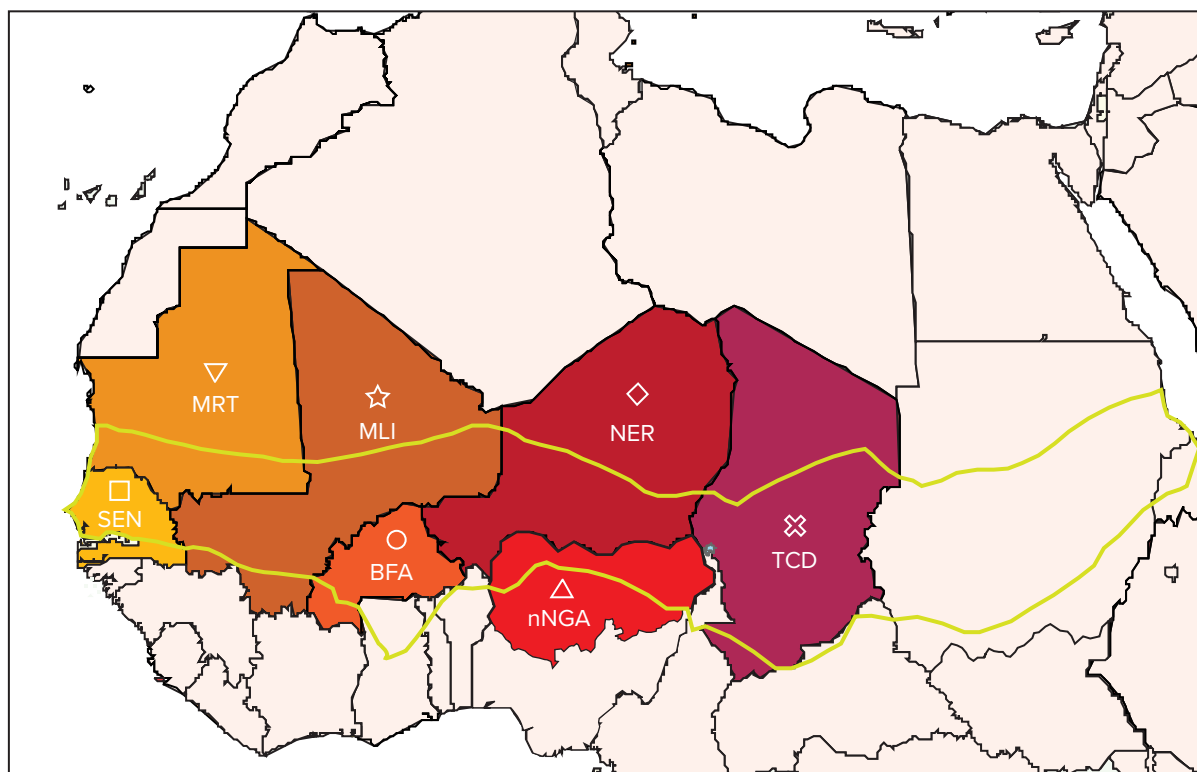 MRT
MLI
NER
SEN
BFA
TCD
nNGA